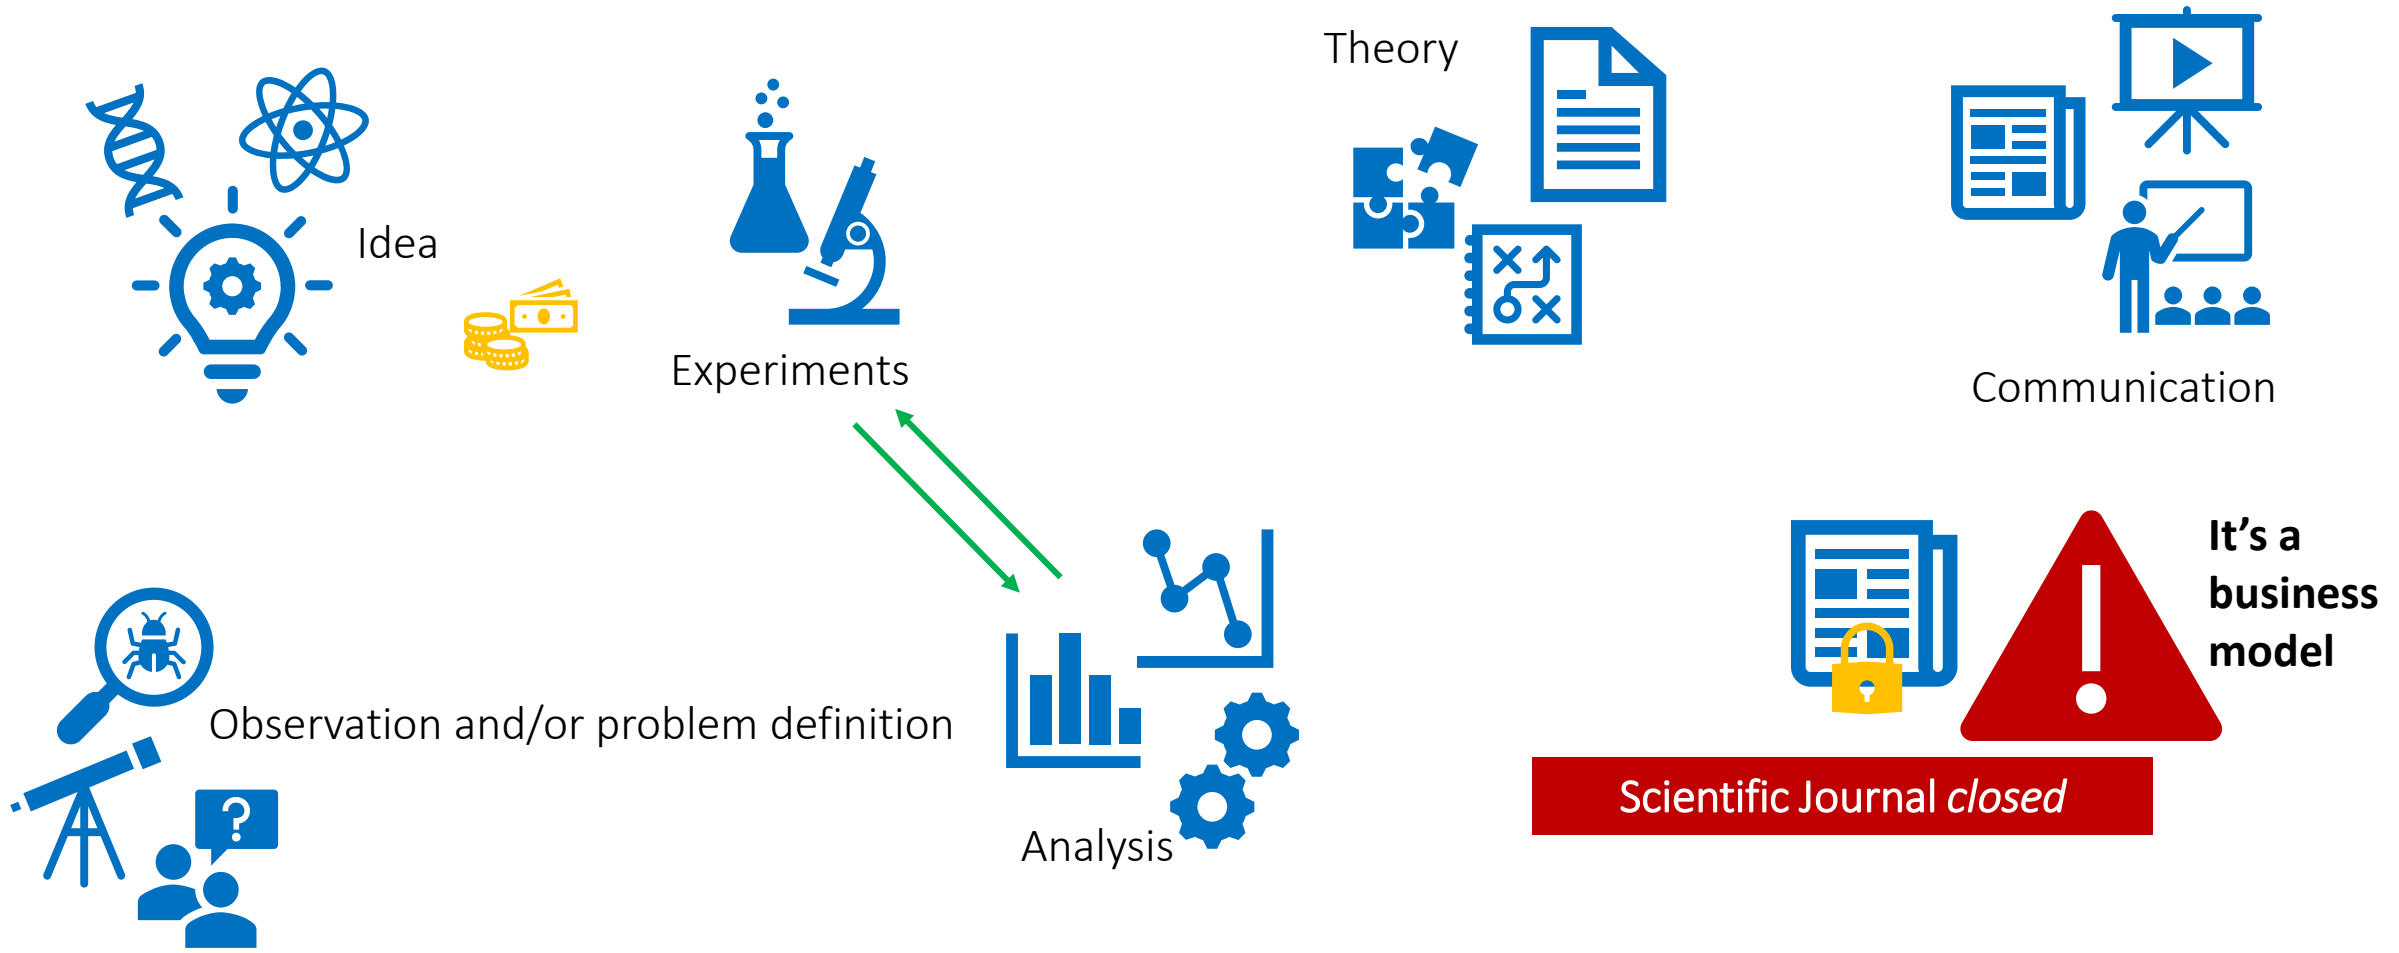 Idea
Experiments
Theory
Communication
Observation and/or problem definition
?
Analysis
It’s a
business
model
Scientific Journal closed